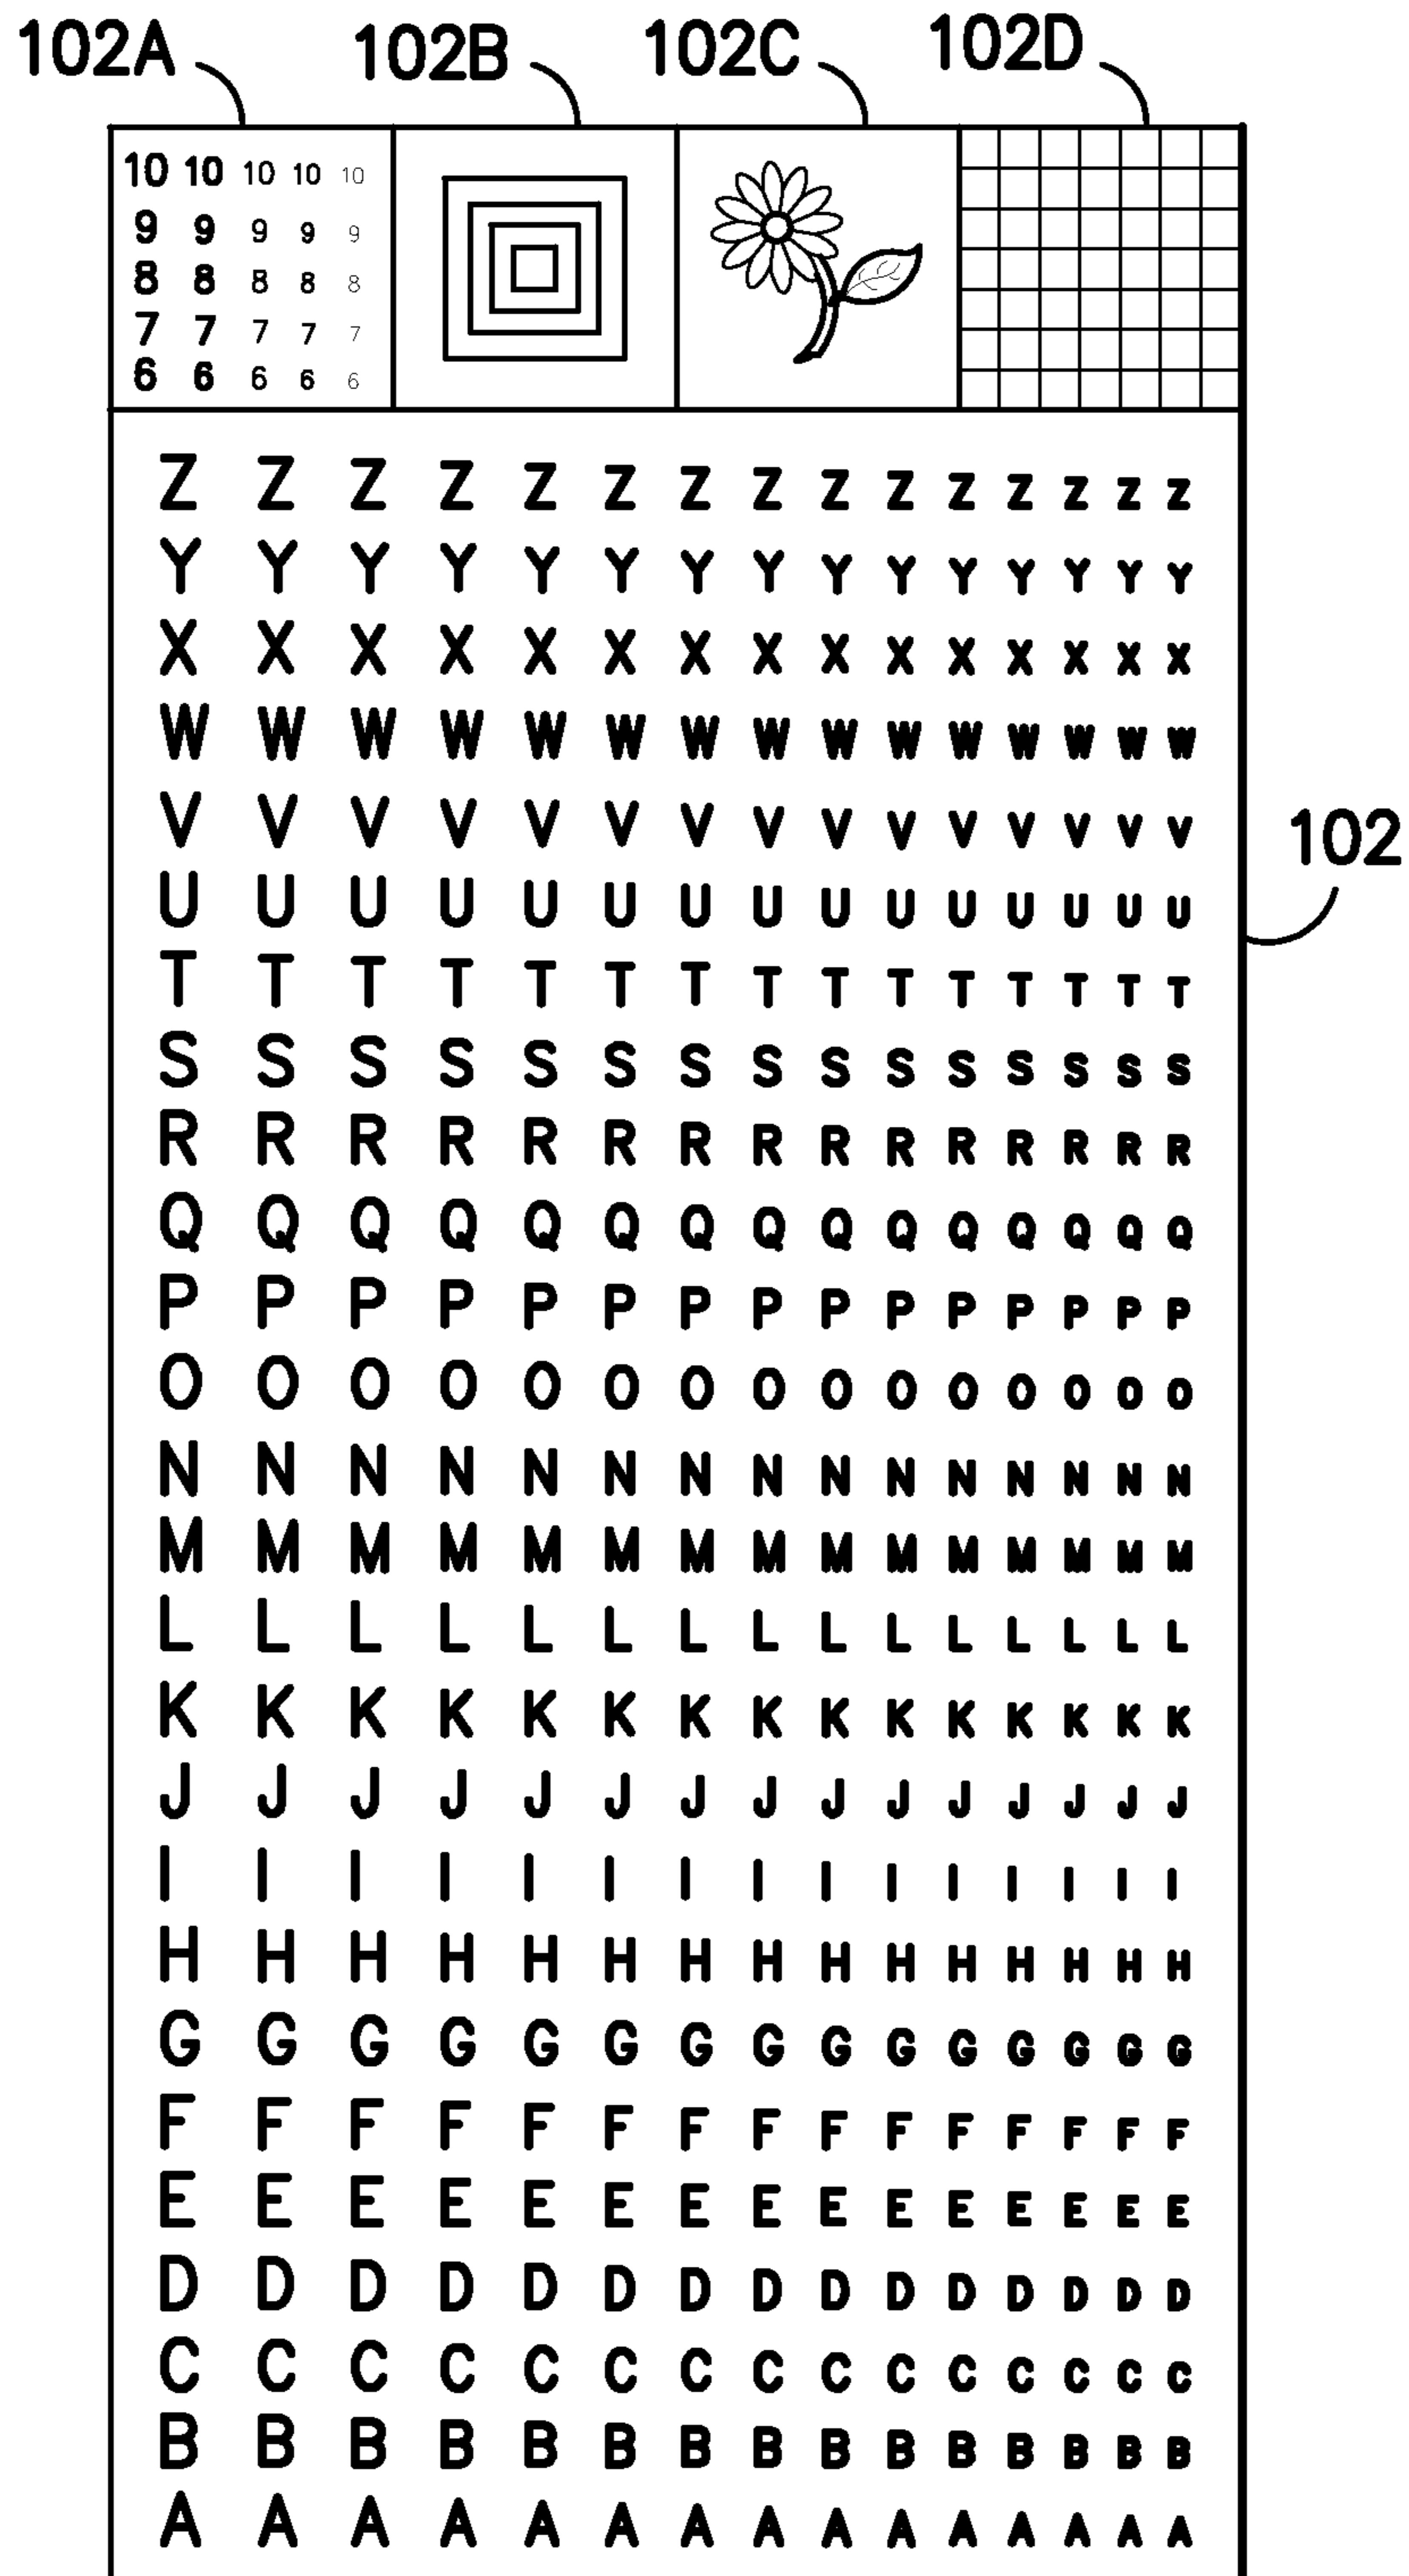 102A 102B 102C 102D
10 10 10 10 10
9 9 9 9 9
8 8 8 8 8
7 7 7 7 7
6 6 6 6 6
Z Z Z Z Z Z Z Z Z Z Z Z Z Z Z
Y Y Y Y Y Y Y Y Y Y Y Y Y Y Y
X X X X X X X X X X X X X X X
W W W W W W W W W W W W W W W
V V V V V V V V V V V V V V V
102
U U U U U U U U U U U U U U U
T T T T T T T T T T T T T T T
S S S S S S S S S S S S S S S
R R R R R R R R R R R R R R R
Q Q Q Q Q Q Q Q Q Q Q Q Q Q Q
P P P P P P P P P P P P P P P
O O O O O O O O O O O O O O O
N N N N N N N N N N N N N N N
M M M M M M M M M M M M M M M
L L L L L L L L L L L L L L L
K K K K K K K K K K K K K K K
J J J J J J J J J J J J J J J
I I I I I I I I I I I I I I I
H H H H H H H H H H H H H H H
G G G G G G G G G G G G G G G
F F F F F F F F F F F F F F F
E E E E E E E E E E E E E E E
D D D D D D D D D D D D D D D
C C C C C C C C C C C C C C C
B B B B B B B B B B B B B B B
A A A A A A A A A A A A A A A